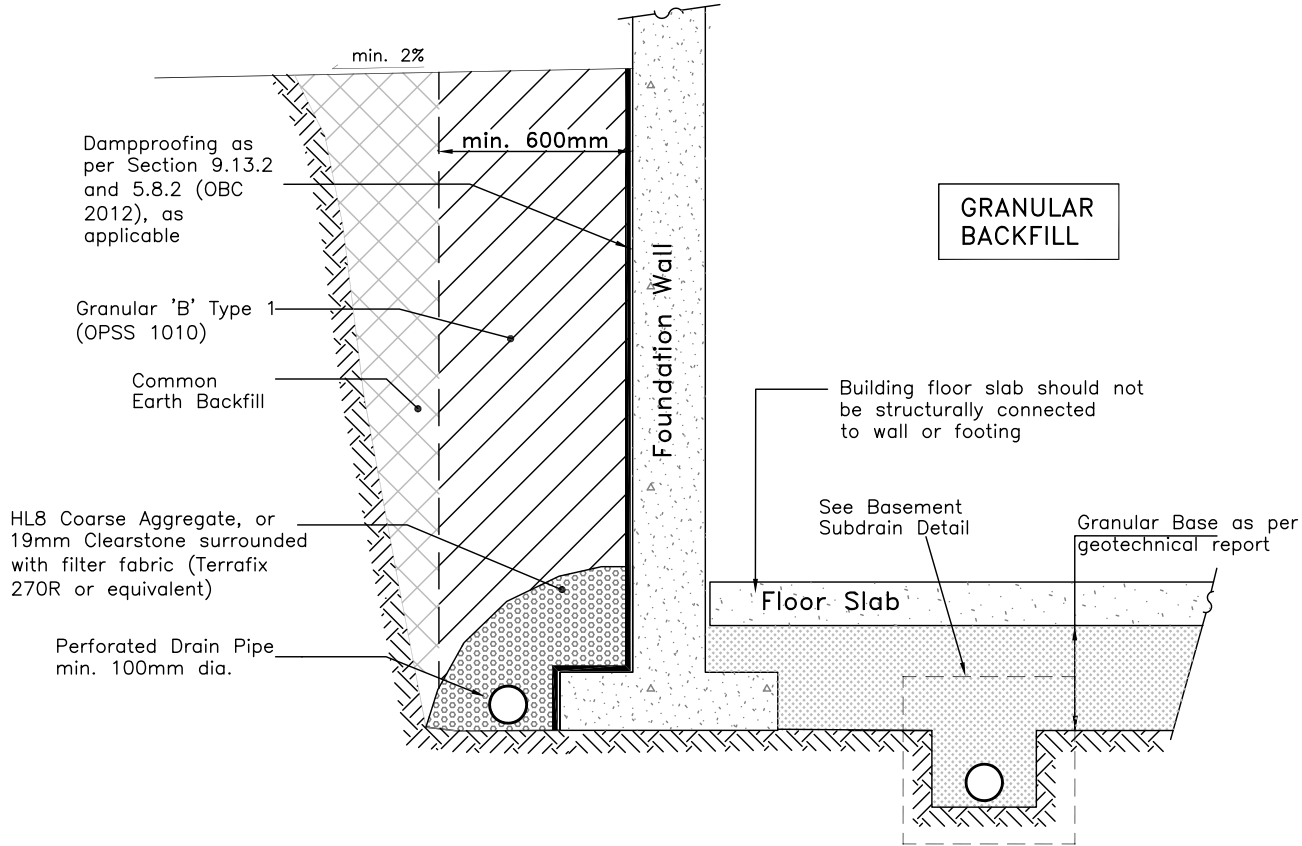 min. 2%
min. 600mm
Dampproofing as
per Section 9.13.2
and 5.8.2 (OBC
2012), as
applicable
GRANULAR
BACKFILL
Granular 'B' Type 1
(OPSS 1010)
Foundation Wall
Common
Earth Backfill
Building floor slab should not
be structurally connected
to wall or footing
HL8 Coarse Aggregate, or
19mm Clearstone surrounded
with filter fabric (Terrafix
270R or equivalent)
See Basement
Subdrain Detail
Granular Base as per
geotechnical report
Floor Slab
Perforated Drain Pipe
min. 100mm dia.